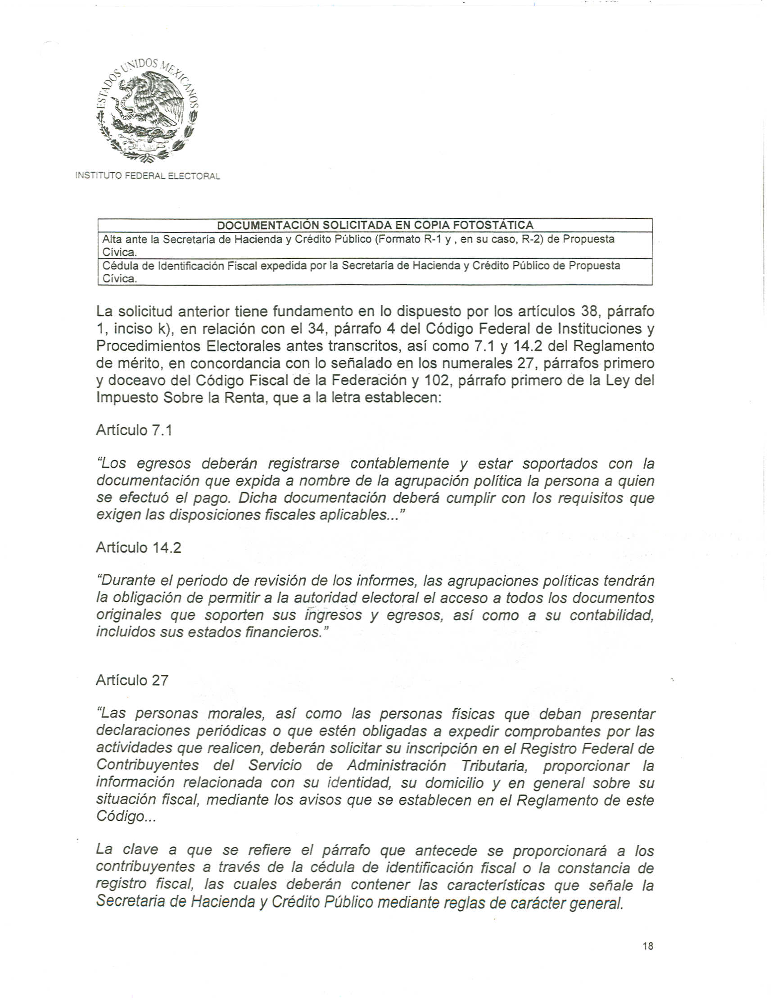 ESTADOS UNIDOS MEXICANOS
INSTITUTO FEDERAL ELECTORAL
DOCUMENTACIÓN SOLICITADA EN COPIA FOTOSTÁTICA
Alta ante la Secretaría de Hacienda y Crédito Público (Formato R-1 y , en su caso, R-2) de Propuesta
Cívica.
Cédula de Identificación Fiscal expedida por la Secretaría de Hacienda y Crédito Público de Propuesta
Cívica.
La solicitud anterior tiene fundamento en lo dispuesto por los artículos 38, párrafo
1, inciso k), en relación con el 34, párrafo 4 del Código Federal de Instituciones y
Procedimientos Electorales antes transcritos, así como 7.1 y 14.2 del Reglamento
de mérito, en concordancia con lo señalado en los numerales 27, párrafos primero
y doceavo del Código Fiscal de la Federación y 102, párrafo primero de la Ley del
Impuesto Sobre la Renta, que a la letra establecen:
Artículo 7.1
“Los egresos deberán registrarse contablemente y estar soportados con la
documentación que expida a nombre de la agrupación política la persona a quien
se efectuó el pago. Dicha documentación deberá cumplir con los requisitos que
exigen las disposiciones fiscales aplicables...”
Artículo 14.2
“Durante el periodo de revisión de los informes, las agrupaciones políticas tendrán
la obligación de permitir a la autoridad electoral el acceso a todos los documentos
originales que soporten sus ingresos y egresos, así como a su contabilidad,
incluidos sus estados financieros.”
Artículo 27
“Las personas morales, así como las personas físicas que deban presentar
declaraciones periódicas o que estén obligadas a expedir comprobantes por las
actividades que realicen, deberán solicitar su inscripción en el Registro Federal de
Contribuyentes del Servicio de Administración Tributaria, proporcionar la
información relacionada con su identidad, su domicilio y en general sobre su
situación fiscal, mediante los avisos que se establecen en el Reglamento de este
Código...
La clave a que se refiere el párrafo que antecede se proporcionará a los
contribuyentes a través de la cédula de identificación fiscal o la constancia de
registro fiscal, las cuales deberán contener las características que señale la
Secretaria de Hacienda y Crédito Público mediante reglas de carácter general.
18